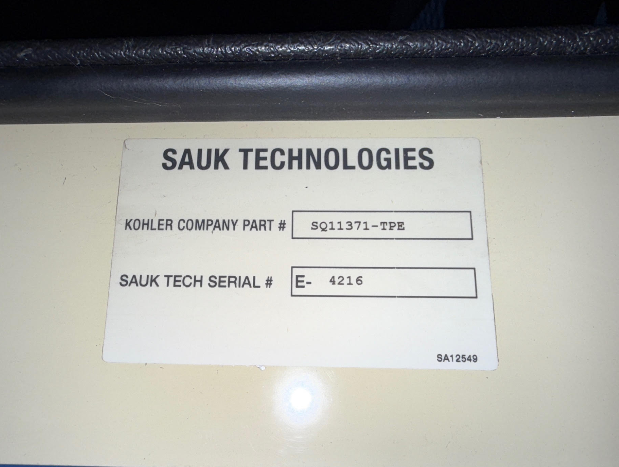 SAUK TECHNOLOGIES
KOHLER COMPANY PART # SQ11371-TPE
SAUK TECH SERIAL # E- 4216
SA12549